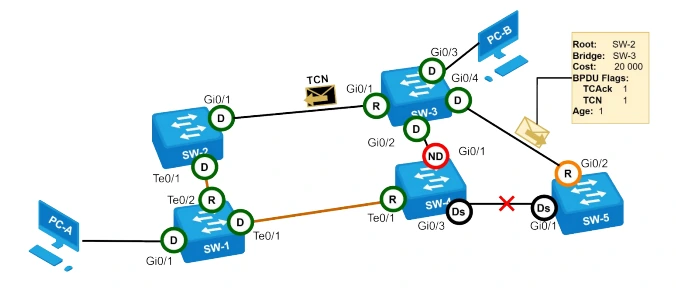 PC-B
Gi0/3
D
Root: SW-2
Bridge: SW-3
Cost: 20 000
BPDU Flags:
TCAck 1
TCN 1
Age: 1
TCN
Gi0/1
R
SW-3
Gi0/4
D
Gi0/1
D
SW-2
D
Gi0/2
ND
Gi0/1
D
Te0/1
Te0/2
R
R
Te0/1
Ds
Gi0/3
Gi0/2
R
Ds
Gi0/1
SW-5
PC-A
D
Gi0/1
SW-1
D
Te0/1